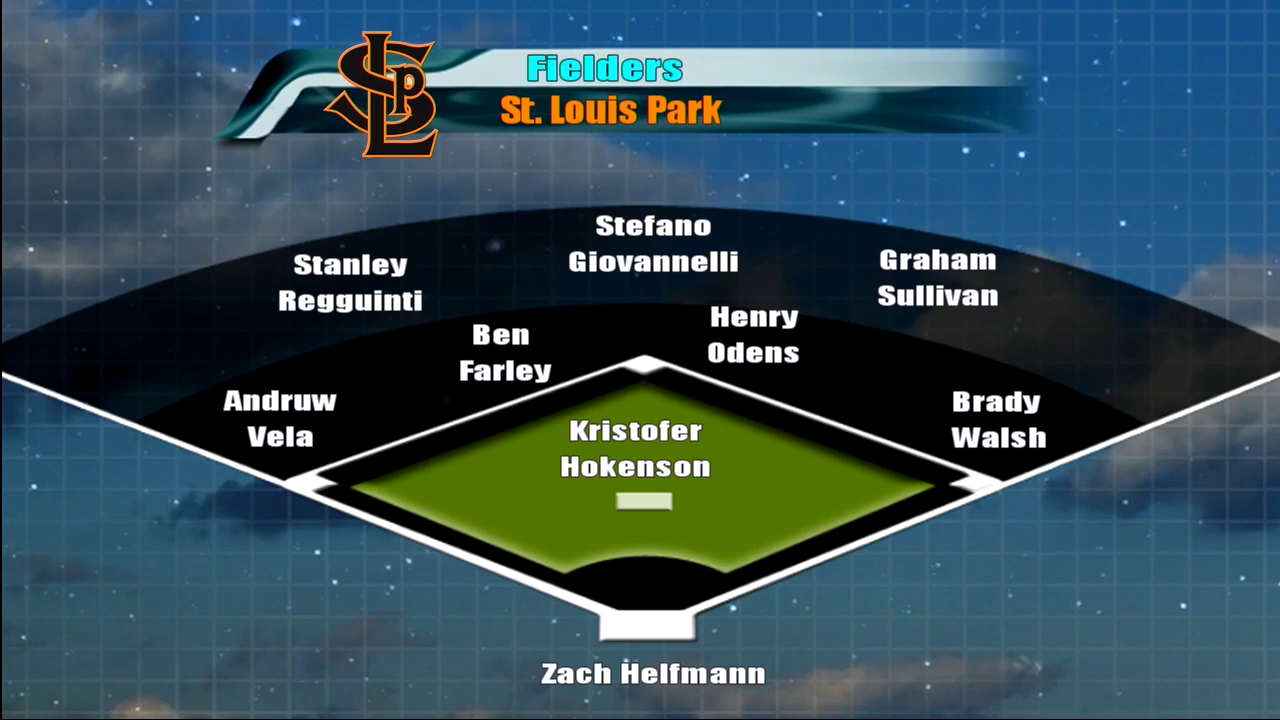 SLP
Fielders
St. Louis Park
Stefano
Giovannelli
Stanley
Regguinti
Graham
Sullivan
Ben
Farley
Henry
Odens
Andruw
Vela
Brady
Walsh
Kristofer
Hokenson
Zach Helfmann